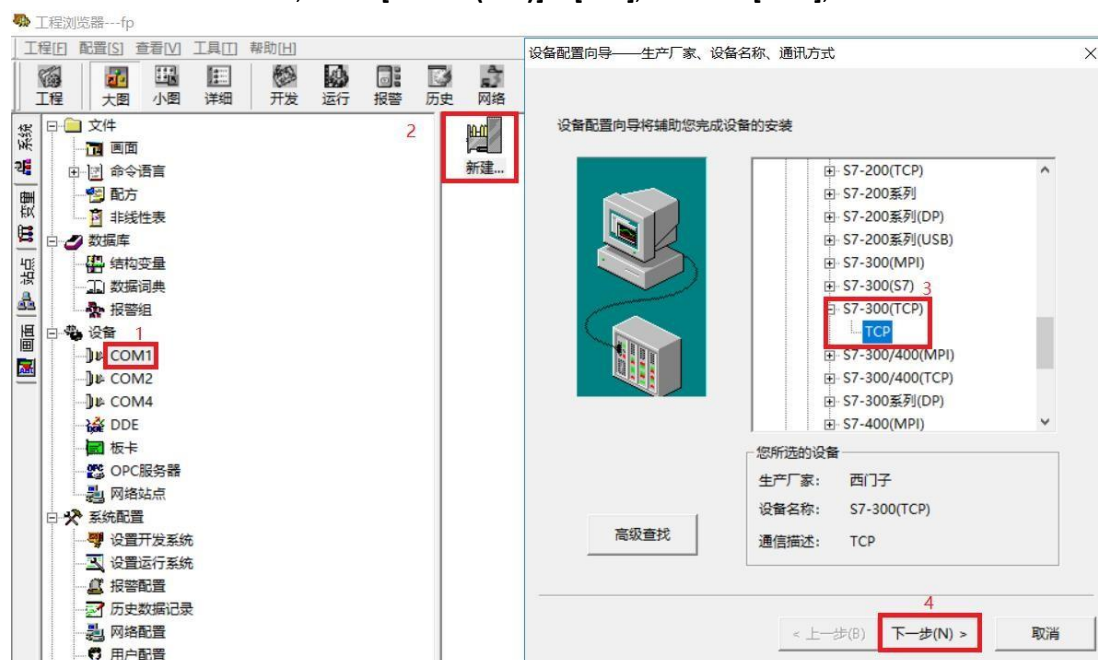 工程浏览器---fp
工程[F] 配置[S] 查看[V] 工具[T] 帮助[H]
工程 大图 小图 详细 开发 运行 报警 历史 网络
系统
变量
站点
画面
文件
画面
命令语言
配方
非线性表
数据库
结构变量
数据词典
报警组
设备
1
COM1
COM2
COM4
DDE
板卡
OPC服务器
网络站点
系统配置
设置开发系统
设置运行系统
报警配置
历史数据记录
网络配置
用户配置
2
新建...
设备配置向导——生产厂家、设备名称、通讯方式
设备配置向导将辅助您完成设备的安装
S7-200(TCP)
S7-200系列
S7-200系列(DP)
S7-200系列(USB)
S7-300(MPI)
S7-300(S7)
3
S7-300(TCP)
TCP
S7-300/400(MPI)
S7-300/400(TCP)
S7-300系列(DP)
S7-400(MPI)
您所选的设备
生产厂家： 西门子
设备名称： S7-300(TCP)
通信描述： TCP
高级查找
4
< 上一步(B) 下一步(N) > 取消